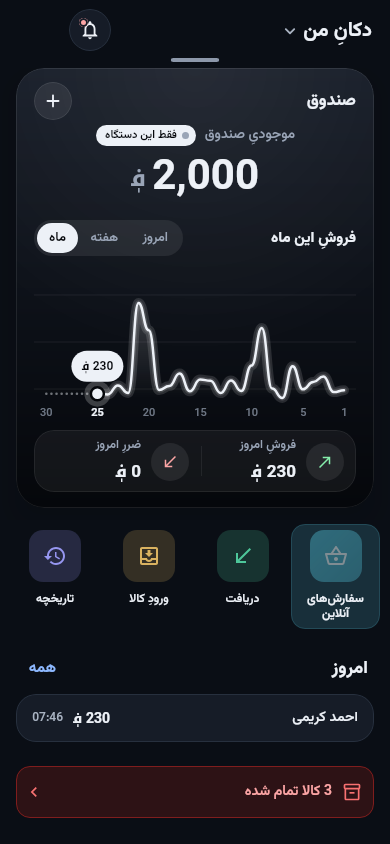 دکانِ من
صندوق
موجودیِ صندوق فقط این دستگاه
2,000 ؋
فروشِ این ماه امروز هفته ماه
230 ؋
1 5 10 15 20 25 30
فروشِ امروز ضررِ امروز
230 ؋ 0 ؋
سفارش‌های آنلاین
دریافت
ورودِ کالا
تاریخچه
امروز همه
احمد کریمی 230 ؋ 07:46
3 کالا تمام شده